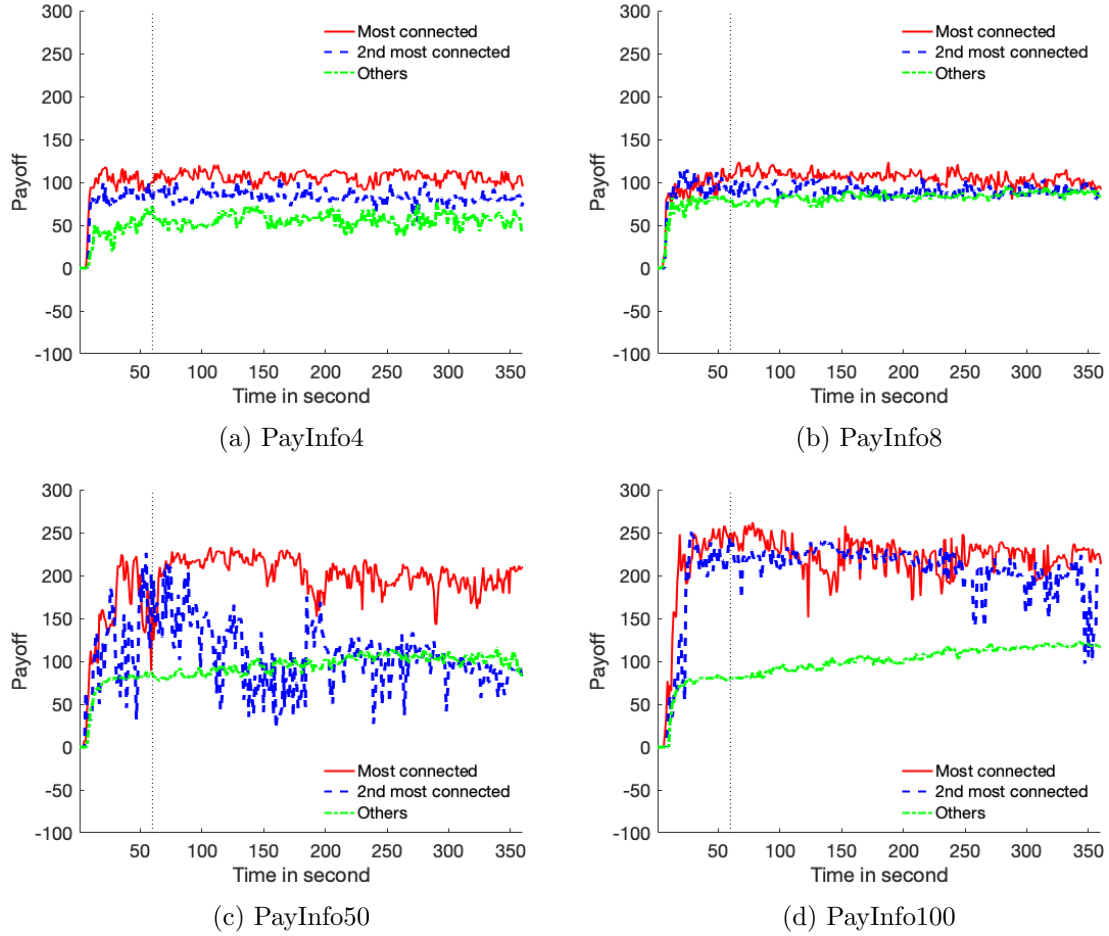 300
250
200
150
100
50
0
-50
-100
Payoff
Most connected
2nd most connected
Others
50 100 150 200 250 300 350
Time in second
(a) PayInfo4
300
250
200
150
100
50
0
-50
-100
Payoff
Most connected
2nd most connected
Others
50 100 150 200 250 300 350
Time in second
(b) PayInfo8
300
250
200
150
100
50
0
-50
-100
Payoff
Most connected
2nd most connected
Others
50 100 150 200 250 300 350
Time in second
(c) PayInfo50
300
250
200
150
100
50
0
-50
-100
Payoff
Most connected
2nd most connected
Others
50 100 150 200 250 300 350
Time in second
(d) PayInfo100